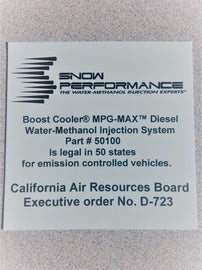 SNOW
PERFORMANCE
THE WATER-METHANOL INJECTION EXPERTS™
Boost Cooler® MPG-MAX™ Diesel
Water-Methanol Injection System
Part # 50100
Is legal in 50 states
for emission controlled vehicles.
California Air Resources Board
Executive order No. D-723